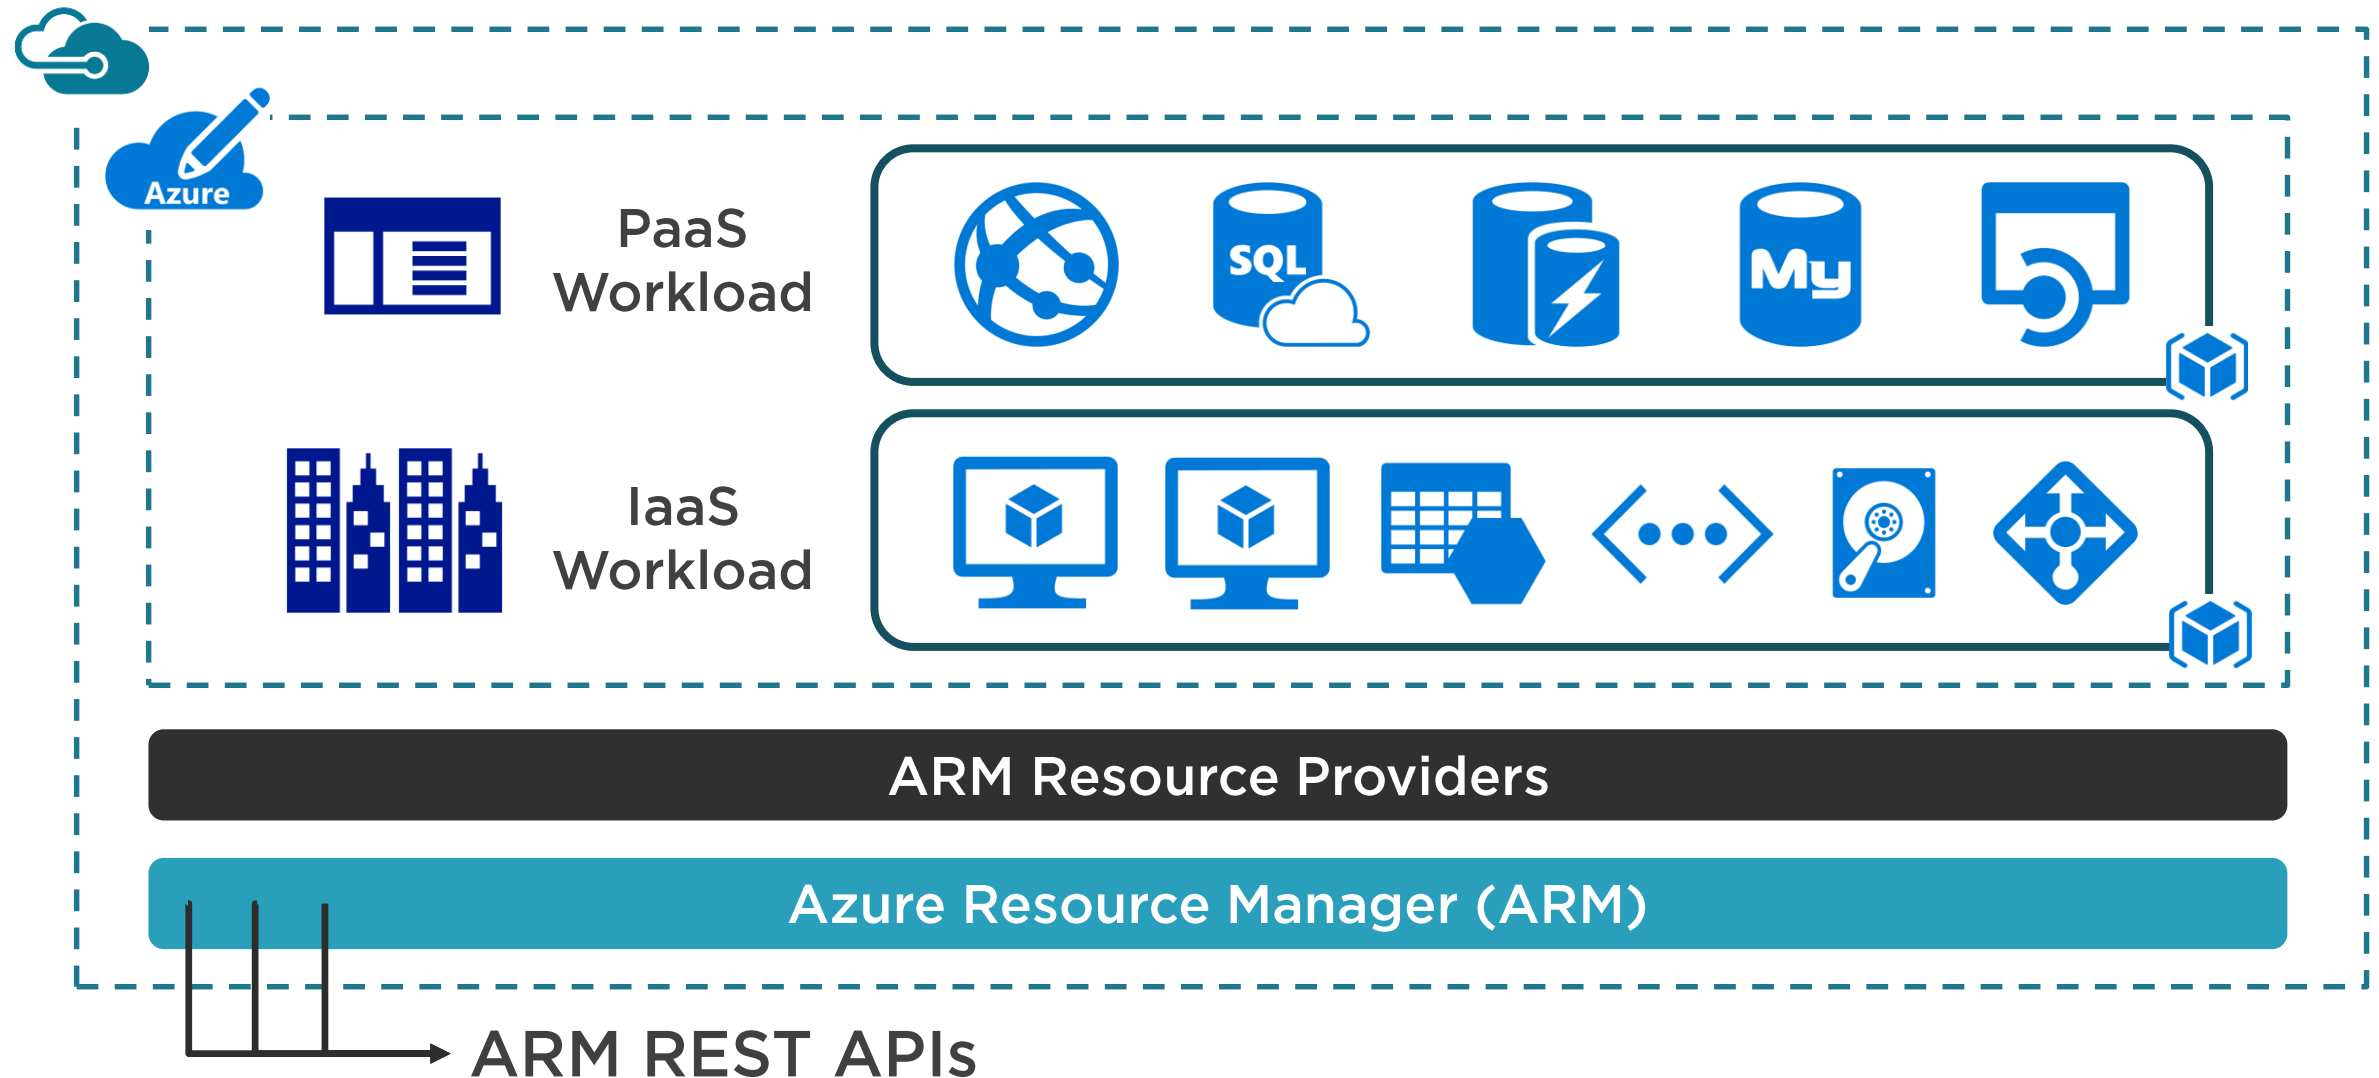 Azure
PaaS
Workload
SQL
My
IaaS
Workload
ARM Resource Providers
Azure Resource Manager (ARM)
ARM REST APIs